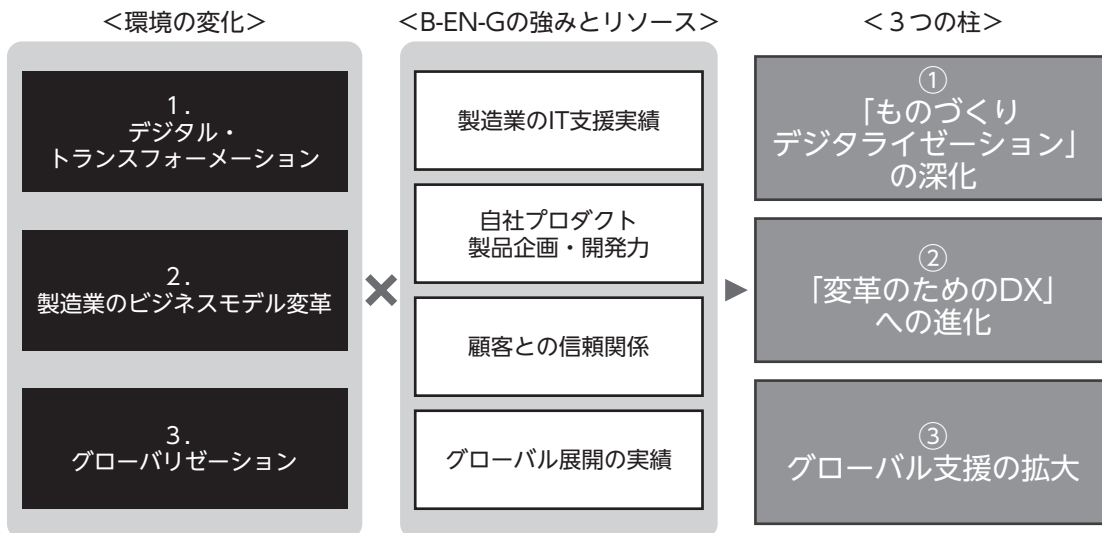 <環境の変化>
1.
デジタル・
トランスフォーメーション
2.
製造業のビジネスモデル変革
3.
グローバリゼーション
×
<B-EN-Gの強みとリソース>
製造業のIT支援実績
自社プロダクト
製品企画・開発力
顧客との信頼関係
グローバル展開の実績
<３つの柱>
①
「ものづくり
デジタライゼーション」
の深化
②
「変革のためのDX」
への進化
③
グローバル支援の拡大